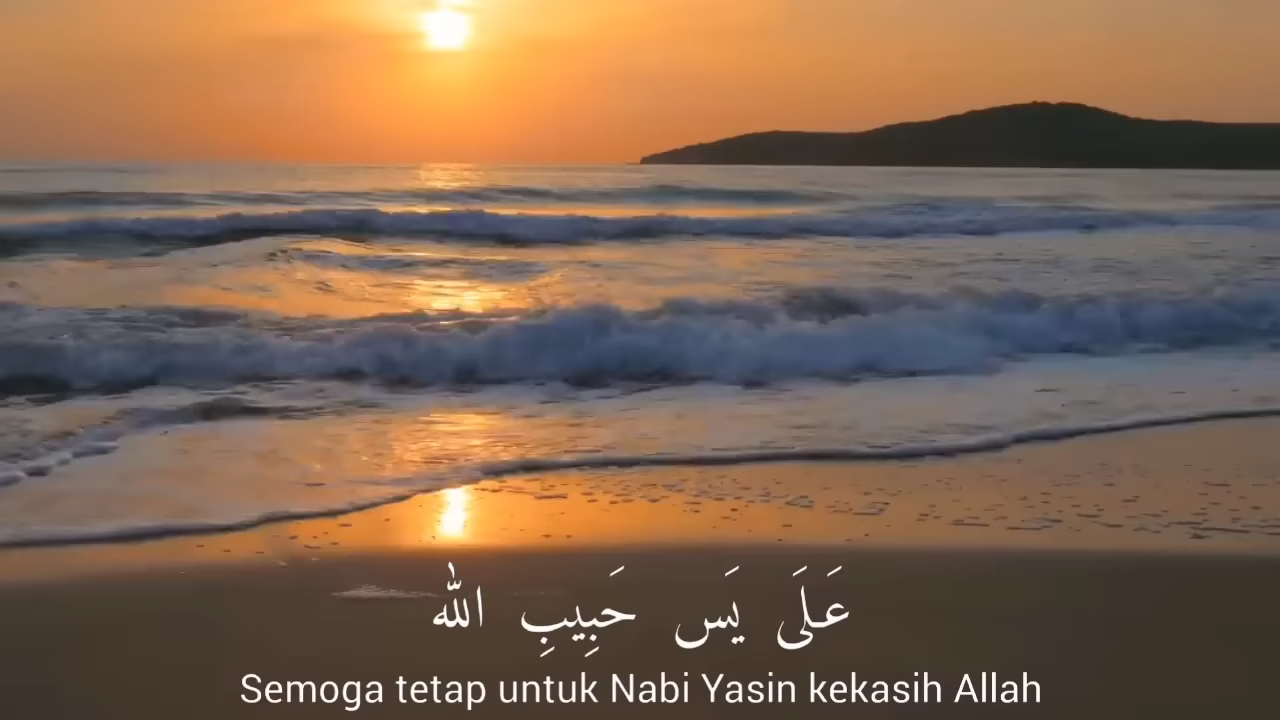 عَلَى يَس حَبِيبِ الله
Semoga tetap untuk Nabi Yasin kekasih Allah